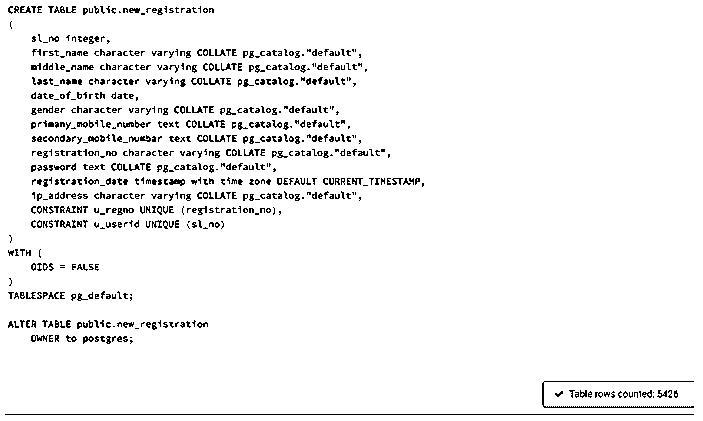 CREATE TABLE public.new_registration
(
sl_no integer,
first_name character varying COLLATE pg_catalog."default",
middle_name character varying COLLATE pg_catalog."default",
last_name character varying COLLATE pg_catalog."default",
date_of_birth date,
gender character varying COLLATE pg_catalog."default",
primany_mobile_number text COLLATE pg_catalog."default",
secondary_mobile_numbar text COLLATE pg_catalog."default",
registration_no character varying COLLATE pg_catalog."default",
password text COLLATE pg_catalog."default",
registration_date timestamp with time zone DEFAULT CURRENT_TIMESTAMP,
ip_address character varying COLLATE pg_catalog."default",
CONSTRAINT u_regno UNIQUE (registration_no),
CONSTRAINT u_userid UNIQUE (sl_no)
)
WITH (
OIDS = FALSE
)
TABLESPACE pg_default;
ALTER TABLE public.new_registration
OWNER to postgres;
✓ Table rows counted: 5426